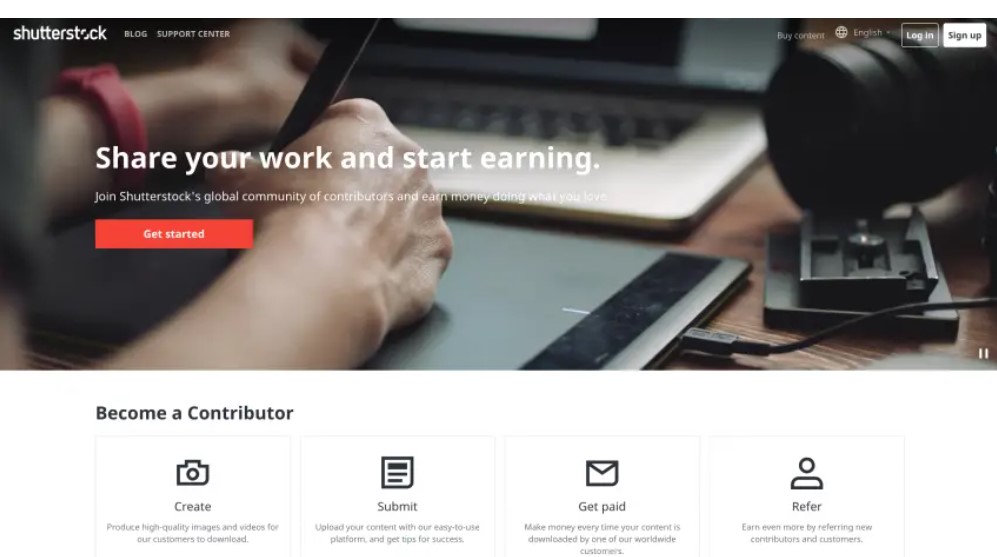 shutterstock BLOG SUPPORT CENTER Buy content English Log in Sign up
Share your work and start earning.
Join Shutterstock's global community of contributors and earn money doing what you love
Get started
Become a Contributor
Create
Produce high-quality images and videos for
our customers to download.
Submit
Upload your content with our easy-to-use
platform, and get tips for success.
Get paid
Make money every time your content is
downloaded by one of our worldwide
customers.
Refer
Earn even more by referring new
contributors and customers.